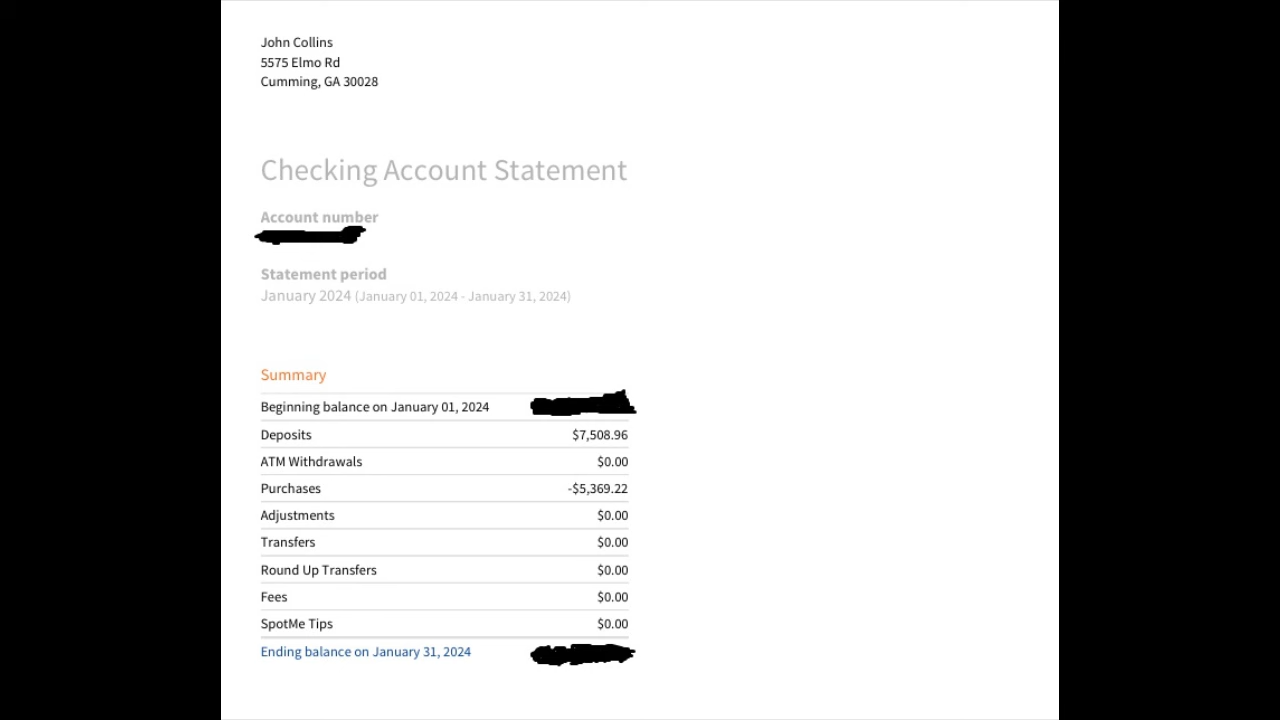 John Collins
5575 Elmo Rd
Cumming, GA 30028
Checking Account Statement
Account number
Statement period
January 2024 (January 01, 2024 - January 31, 2024)
Summary
Beginning balance on January 01, 2024
Deposits $7,508.96
ATM Withdrawals $0.00
Purchases -$5,369.22
Adjustments $0.00
Transfers $0.00
Round Up Transfers $0.00
Fees $0.00
SpotMe Tips $0.00
Ending balance on January 31, 2024